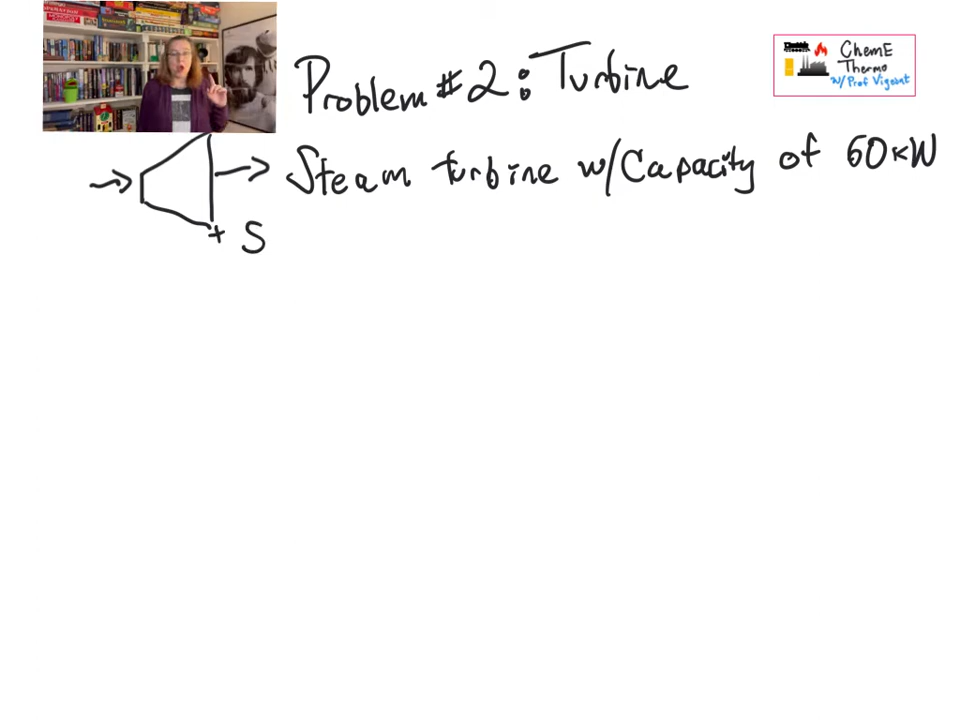 Problem #2: Turbine
ChemE
Thermo
w/ Prof Vigeant
Steam turbine w/Capacity of 60kW
+ S